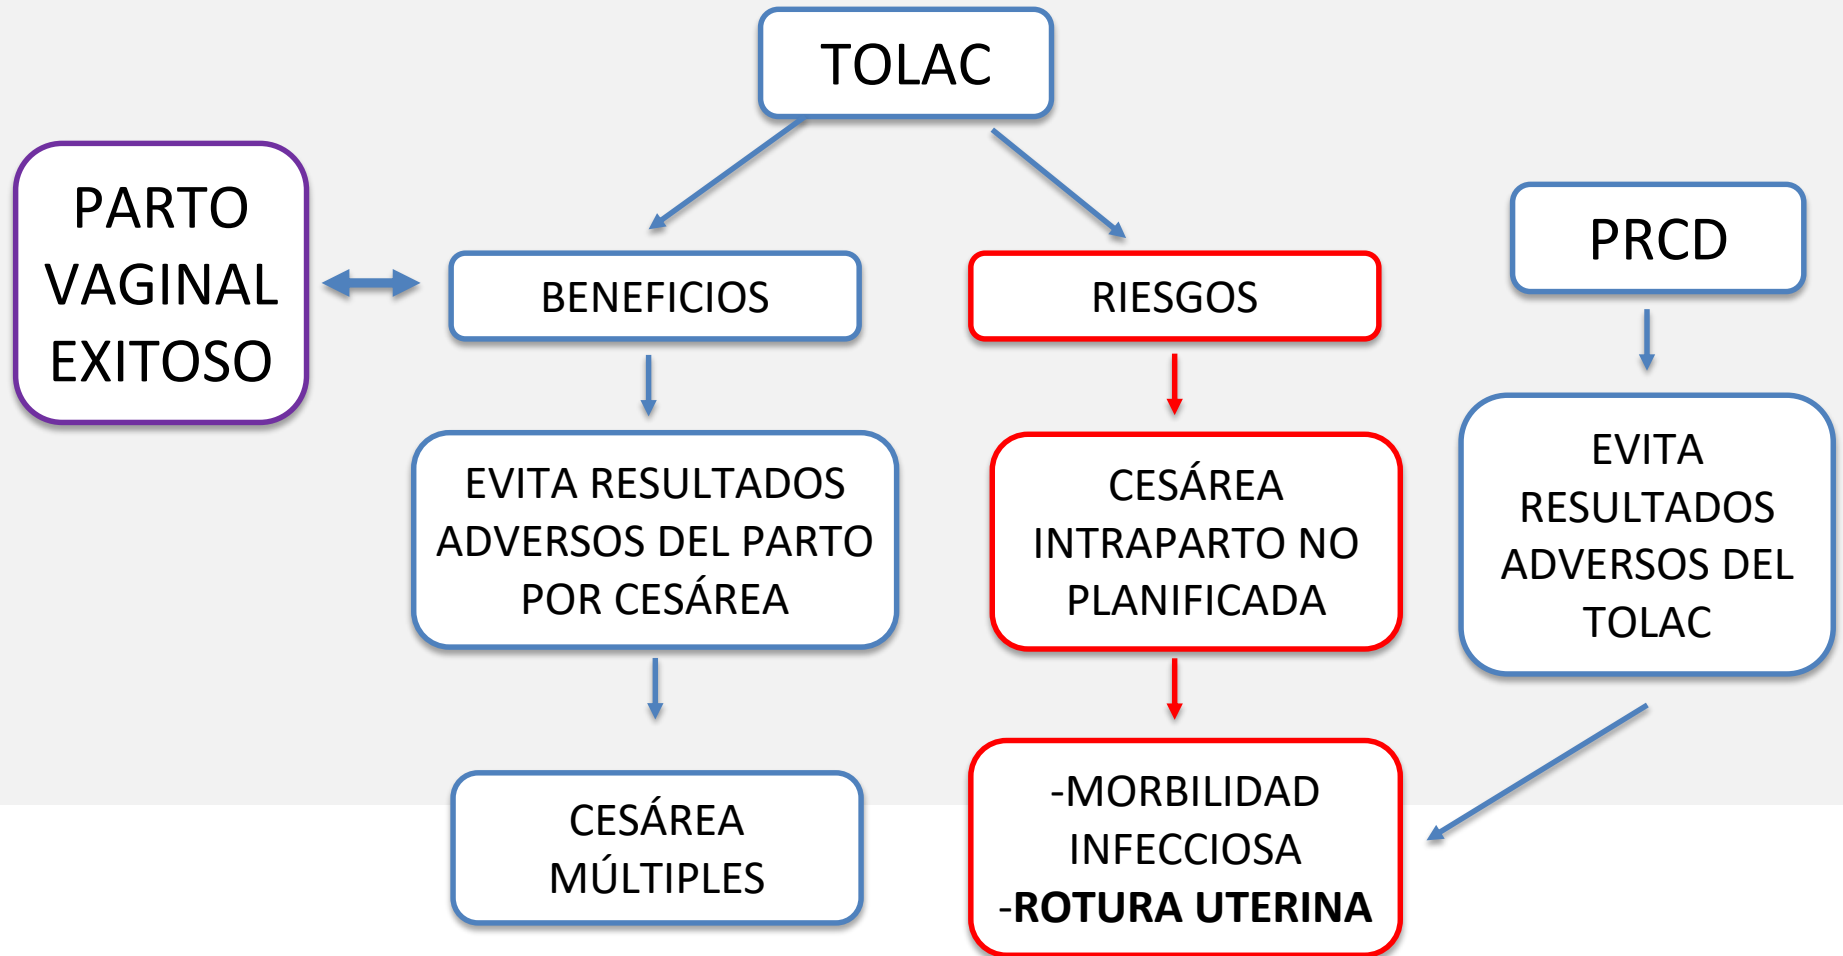 TOLAC
PARTO
VAGINAL
EXITOSO
BENEFICIOS
RIESGOS
PRCD
EVITA RESULTADOS
ADVERSOS DEL PARTO
POR CESÁREA
CESÁREA
INTRAPARTO NO
PLANIFICADA
EVITA
RESULTADOS
ADVERSOS DEL
TOLAC
CESÁREA
MÚLTIPLES
-MORBILIDAD
INFECCIOSA
-ROTURA UTERINA